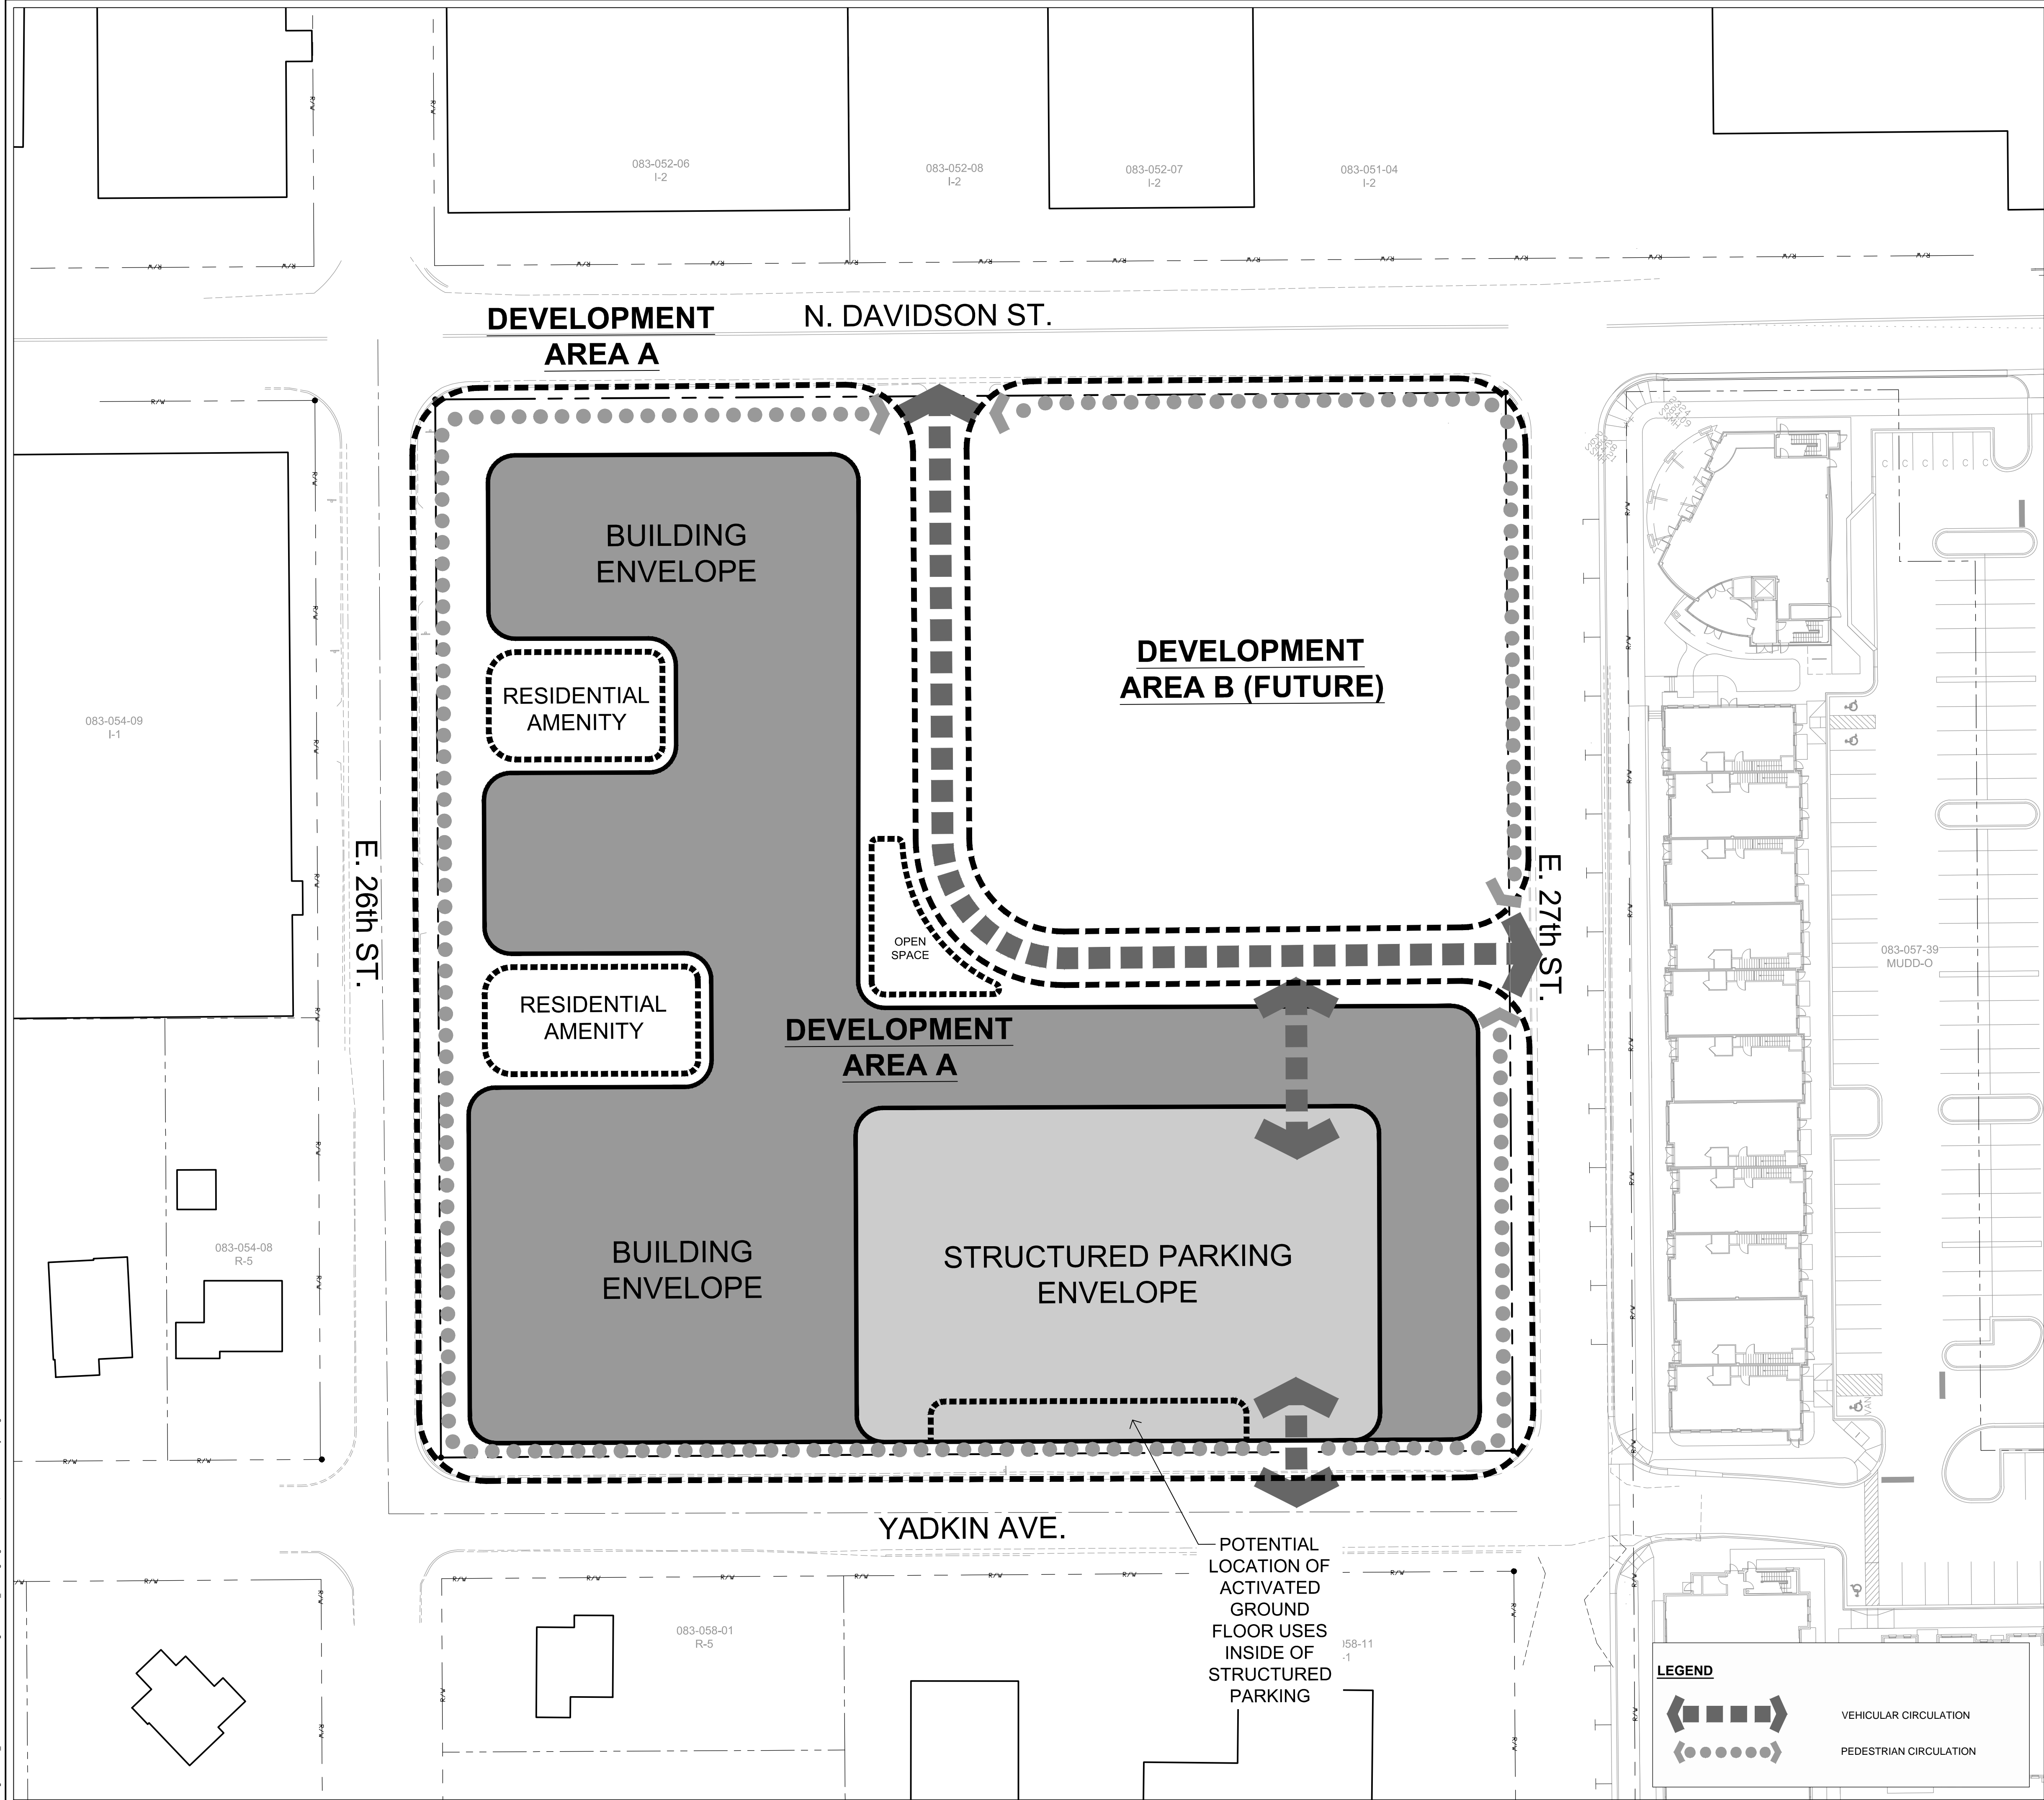 083-052-06
I-2
083-052-08
I-2
083-052-07
I-2
083-051-04
I-2
DEVELOPMENT
AREA A
N. DAVIDSON ST.
BUILDING
ENVELOPE
RESIDENTIAL
AMENITY
DEVELOPMENT
AREA B (FUTURE)
083-054-09
I-1
E. 26th ST.
E. 27th ST.
OPEN
SPACE
083-057-39
MUDD-O
RESIDENTIAL
AMENITY
DEVELOPMENT
AREA A
083-054-08
R-5
BUILDING
ENVELOPE
STRUCTURED PARKING
ENVELOPE
VAN
YADKIN AVE.
POTENTIAL
LOCATION OF
ACTIVATED
GROUND
FLOOR USES
INSIDE OF
STRUCTURED
PARKING
083-058-01
R-5
58-11
-1
LEGEND
VEHICULAR CIRCULATION
PEDESTRIAN CIRCULATION
R/W